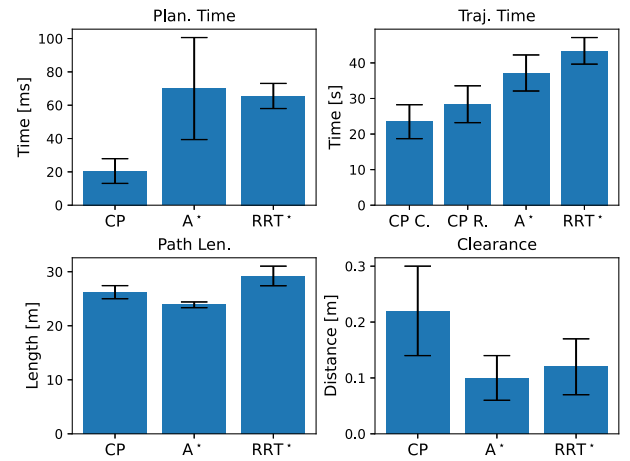 Plan. Time
Time [ms]
100
80
60
40
20
0
CP A⋆ RRT⋆
Traj. Time
Time [s]
40
30
20
10
0
CP C. CP R. A⋆ RRT⋆
Path Len.
Length [m]
30
20
10
0
CP A⋆ RRT⋆
Clearance
Distance [m]
0.3
0.2
0.1
0.0
CP A⋆ RRT⋆